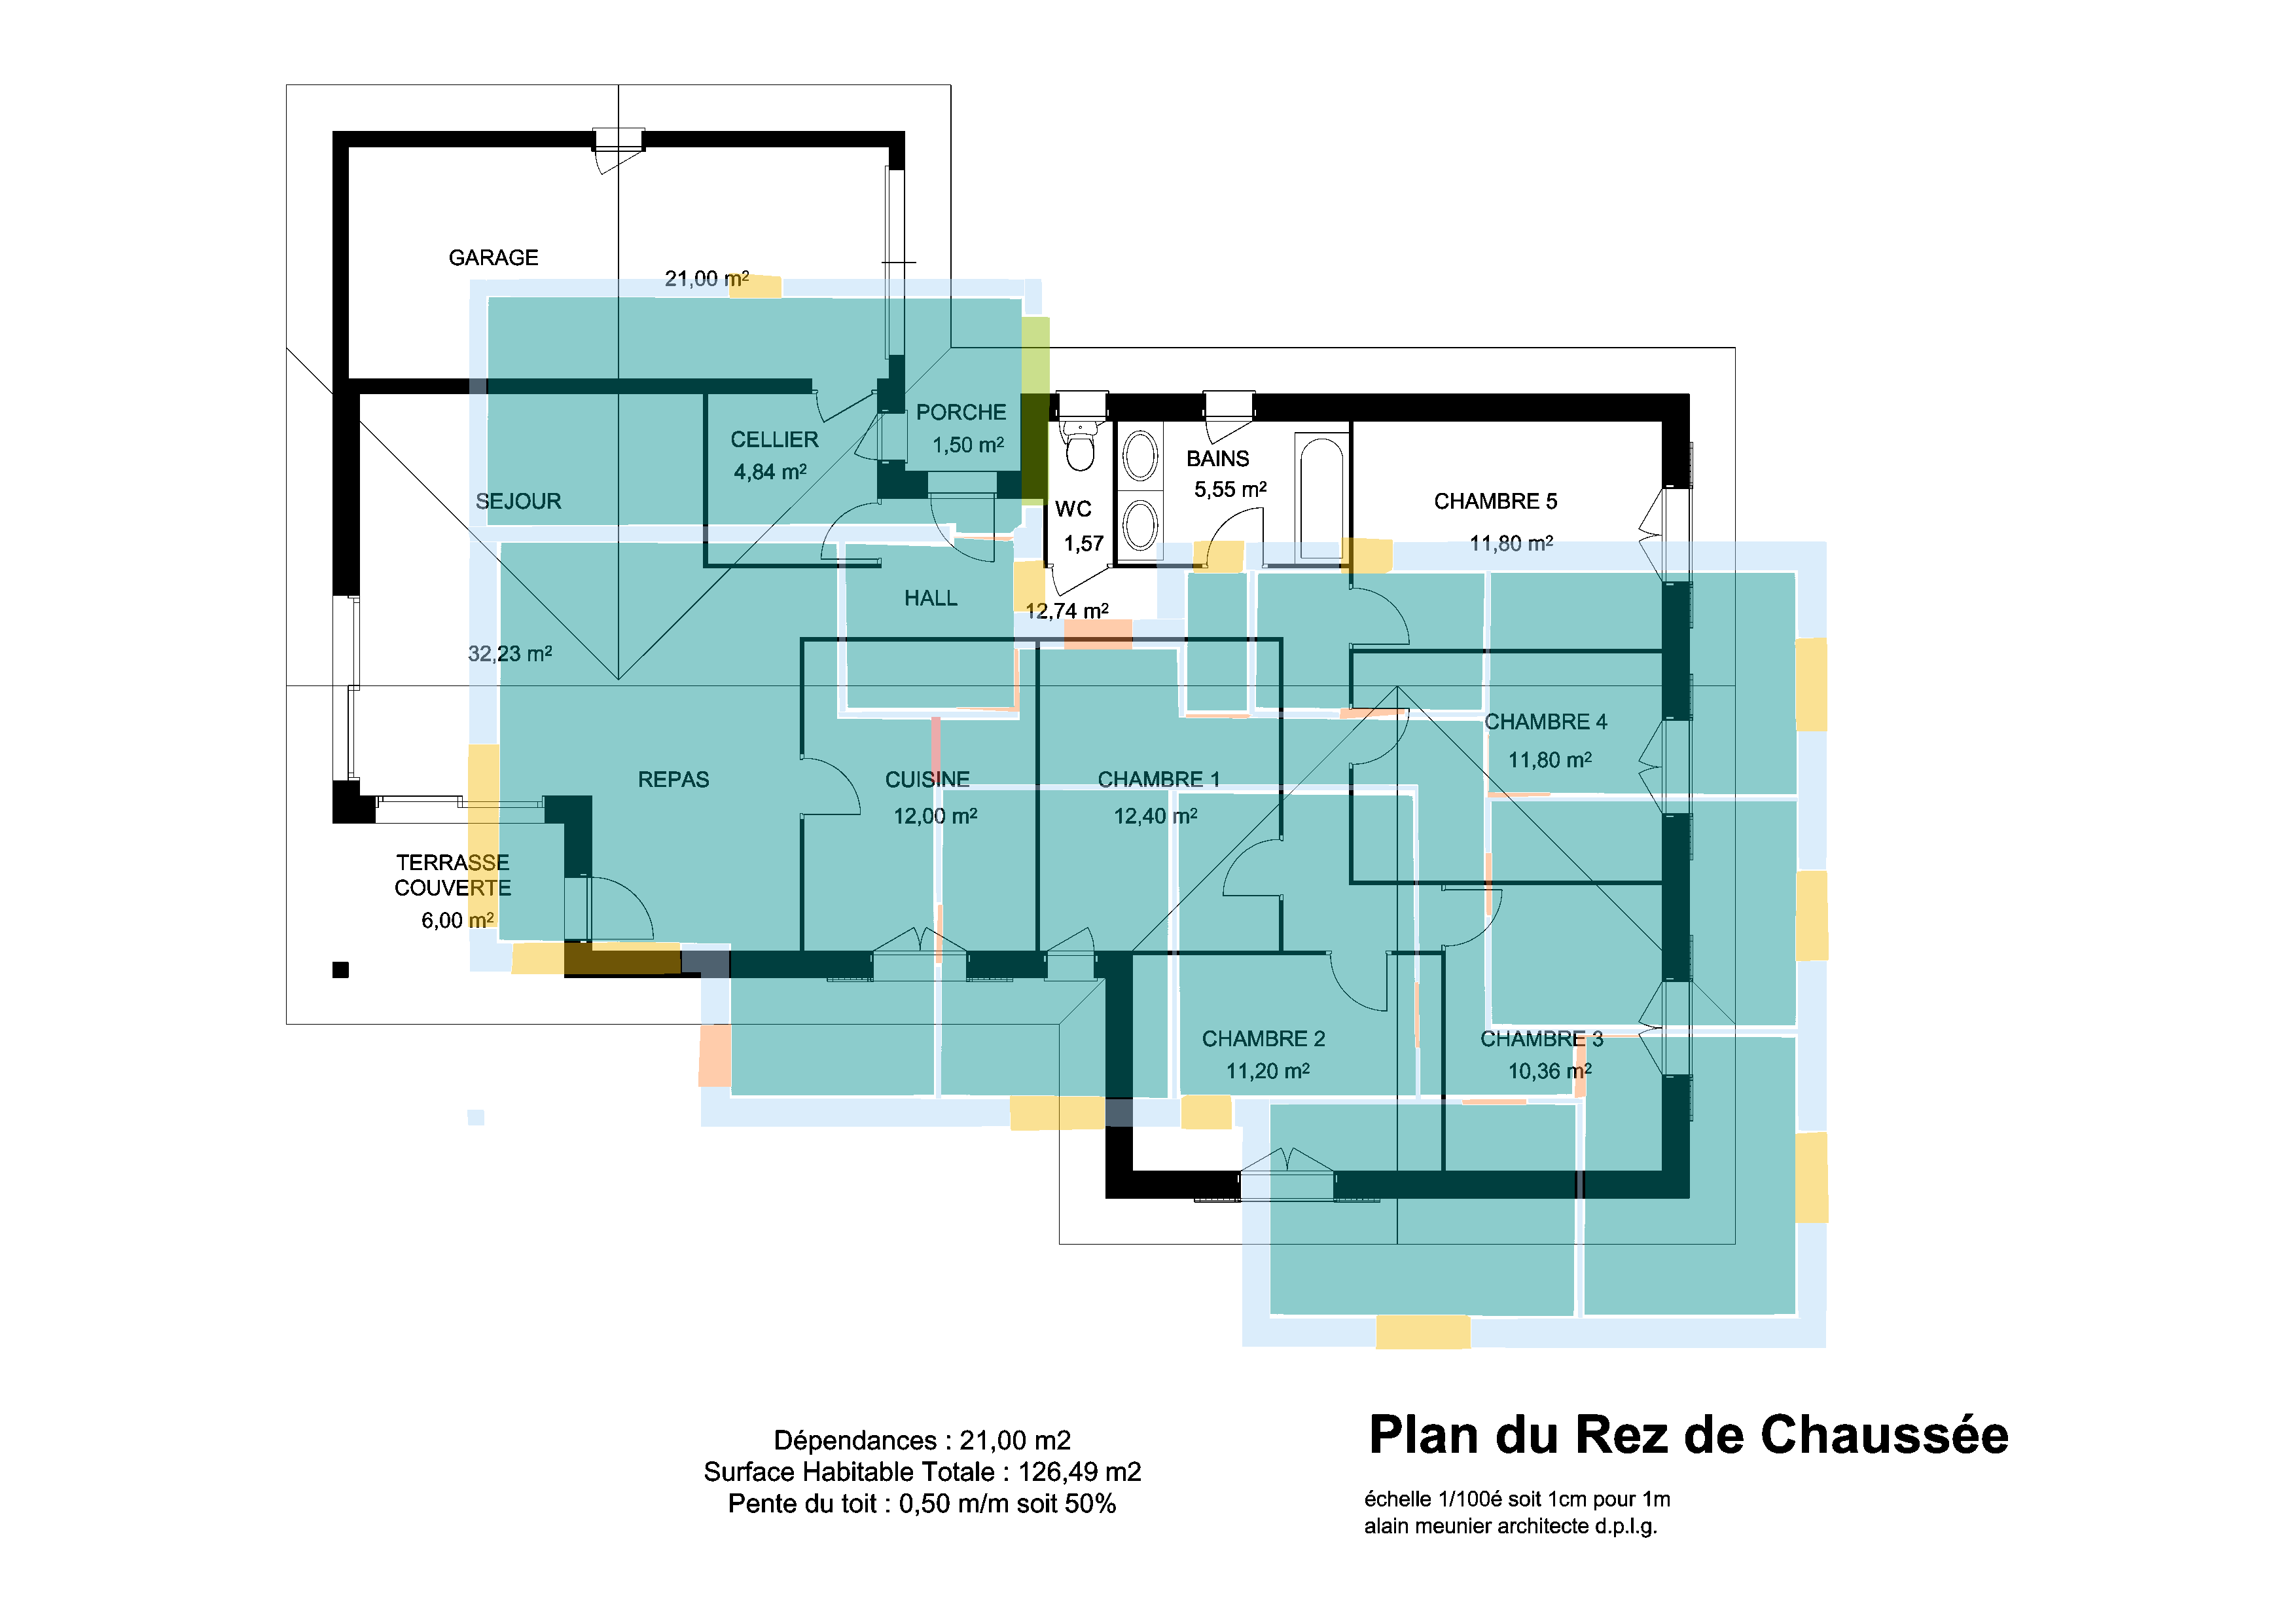 GARAGE
21,00 m²
PORCHE
1,50 m²
CELLIER
4,84 m²
SEJOUR
32,23 m²
WC
1,57
BAINS
5,55 m²
CHAMBRE 5
11,80 m²
HALL
12,74 m²
CHAMBRE 4
11,80 m²
REPAS
CUISINE
12,00 m²
CHAMBRE 1
12,40 m²
TERRASSE
COUVERTE
6,00 m²
CHAMBRE 2
11,20 m²
CHAMBRE 3
10,36 m²
Dépendances : 21,00 m2
Surface Habitable Totale : 126,49 m2
Pente du toit : 0,50 m/m soit 50%
Plan du Rez de Chaussée
échelle 1/100é soit 1cm pour 1m
alain meunier architecte d.p.l.g.